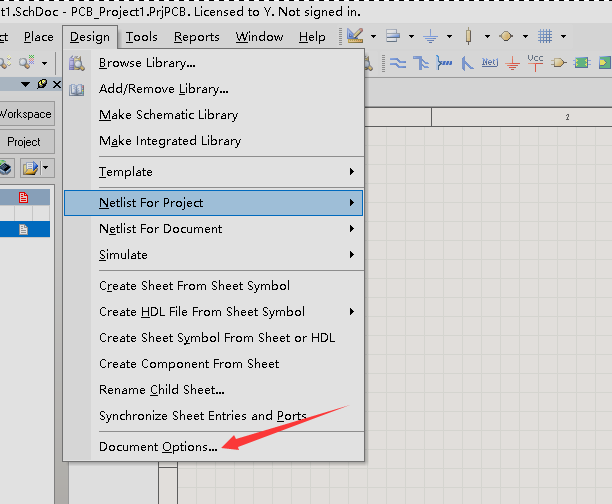 t1.SchDoc - PCB_Project1.PrjPCB. Licensed to Y. Not signed in.
ct Place Design Tools Reports Window Help
Browse Library...
Add/Remove Library...
Make Schematic Library
Make Integrated Library
Template
Netlist For Project
Netlist For Document
Simulate
Create Sheet From Sheet Symbol
Create HDL File From Sheet Symbol
Create Sheet Symbol From Sheet or HDL
Create Component From Sheet
Rename Child Sheet...
Synchronize Sheet Entries and Ports
Document Options...
Workspace
Project
Net
Vcc
2